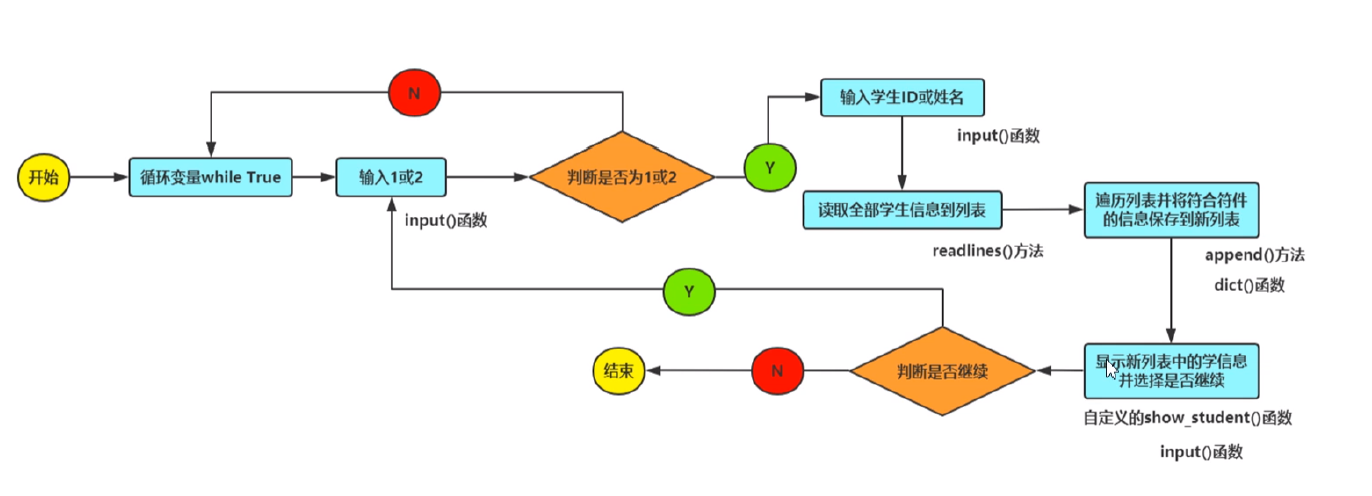 N
输入学生ID或姓名
input()函数
开始
循环变量while True
输入1或2
input()函数
判断是否为1或2
Y
读取全部学生信息到列表
readlines()方法
遍历列表并将符合符件
的信息保存到新列表
append()方法
dict()函数
Y
结束
N
判断是否继续
显示新列表中的学信息
并选择是否继续
自定义的show_student()函数
input()函数